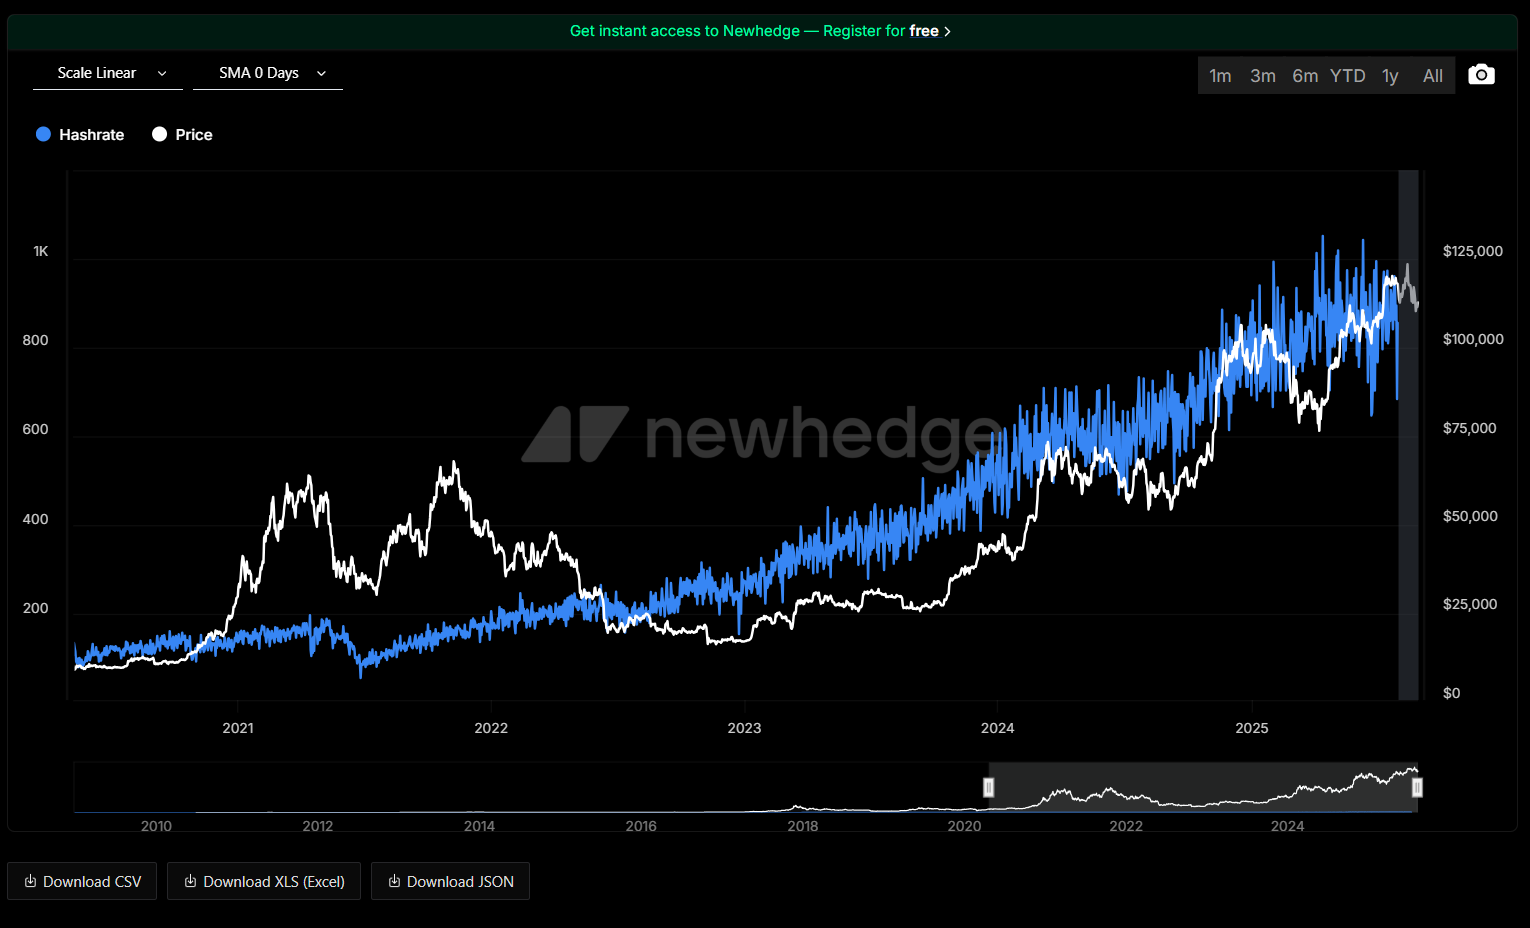 Get instant access to Newhedge — Register for free >
Scale Linear
SMA 0 Days
1m 3m 6m YTD 1y All
Hashrate
Price
1K
800
600
400
200
$125,000
$100,000
$75,000
$50,000
$25,000
$0
newhedge
2021 2022 2023 2024 2025
2010 2012 2014 2016 2018 2020 2022 2024
Download CSV
Download XLS (Excel)
Download JSON